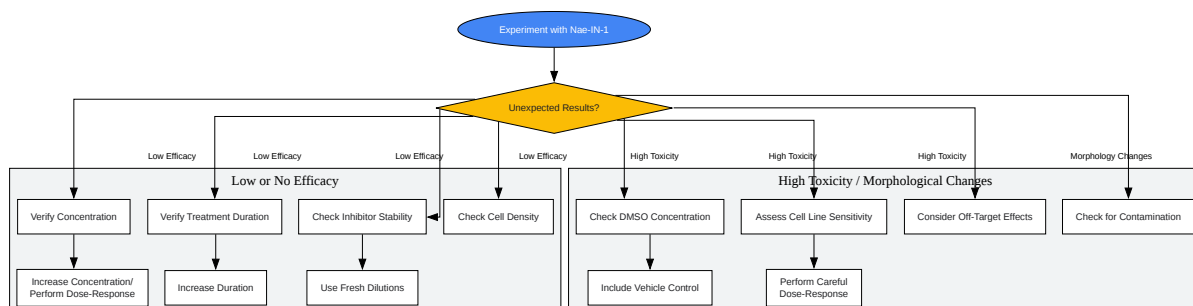 Experiment with Nae-IN-1
Unexpected Results?
Low Efficacy
Low Efficacy
Low Efficacy
Low Efficacy
High Toxicity
High Toxicity
High Toxicity
Morphology Changes
Low or No Efficacy
High Toxicity / Morphological Changes
Verify Concentration
Verify Treatment Duration
Check Inhibitor Stability
Check Cell Density
Check DMSO Concentration
Assess Cell Line Sensitivity
Consider Off-Target Effects
Check for Contamination
Increase Concentration/
Perform Dose-Response
Increase Duration
Use Fresh Dilutions
Include Vehicle Control
Perform Careful
Dose-Response